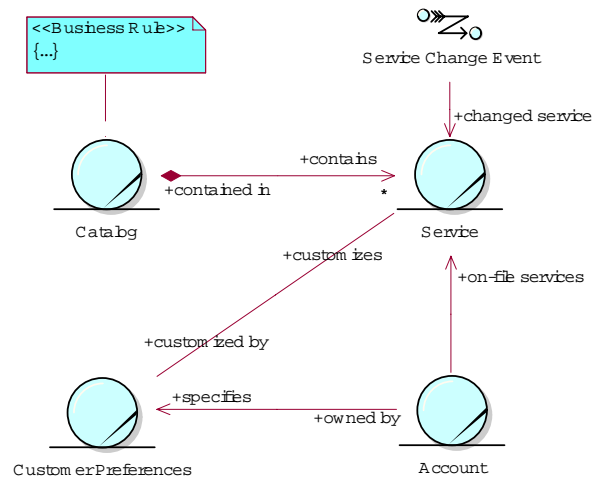 <<Business Rule>>
{...}
Service Change Event
+changed service
+contains
+contained in
*
Catalog
Service
+customizes
+on-file services
+customized by
+specifies
+owned by
CustomerPreferences
Account